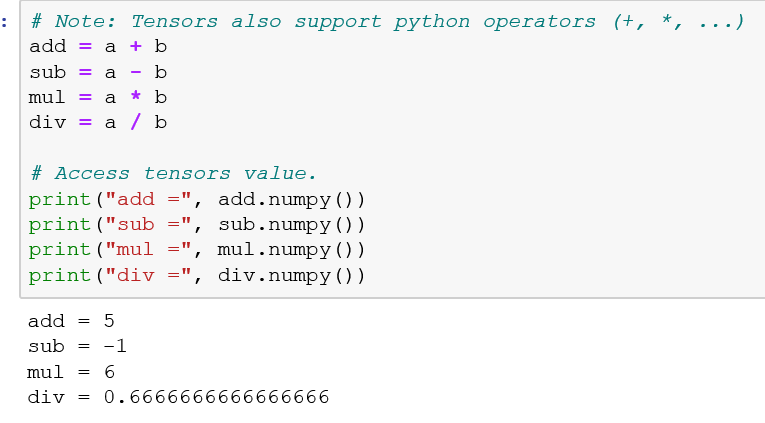 : # Note: Tensors also support python operators (+, *, ...)
add = a + b
sub = a - b
mul = a * b
div = a / b
# Access tensors value.
print("add =", add.numpy())
print("sub =", sub.numpy())
print("mul =", mul.numpy())
print("div =", div.numpy())
add = 5
sub = -1
mul = 6
div = 0.6666666666666666